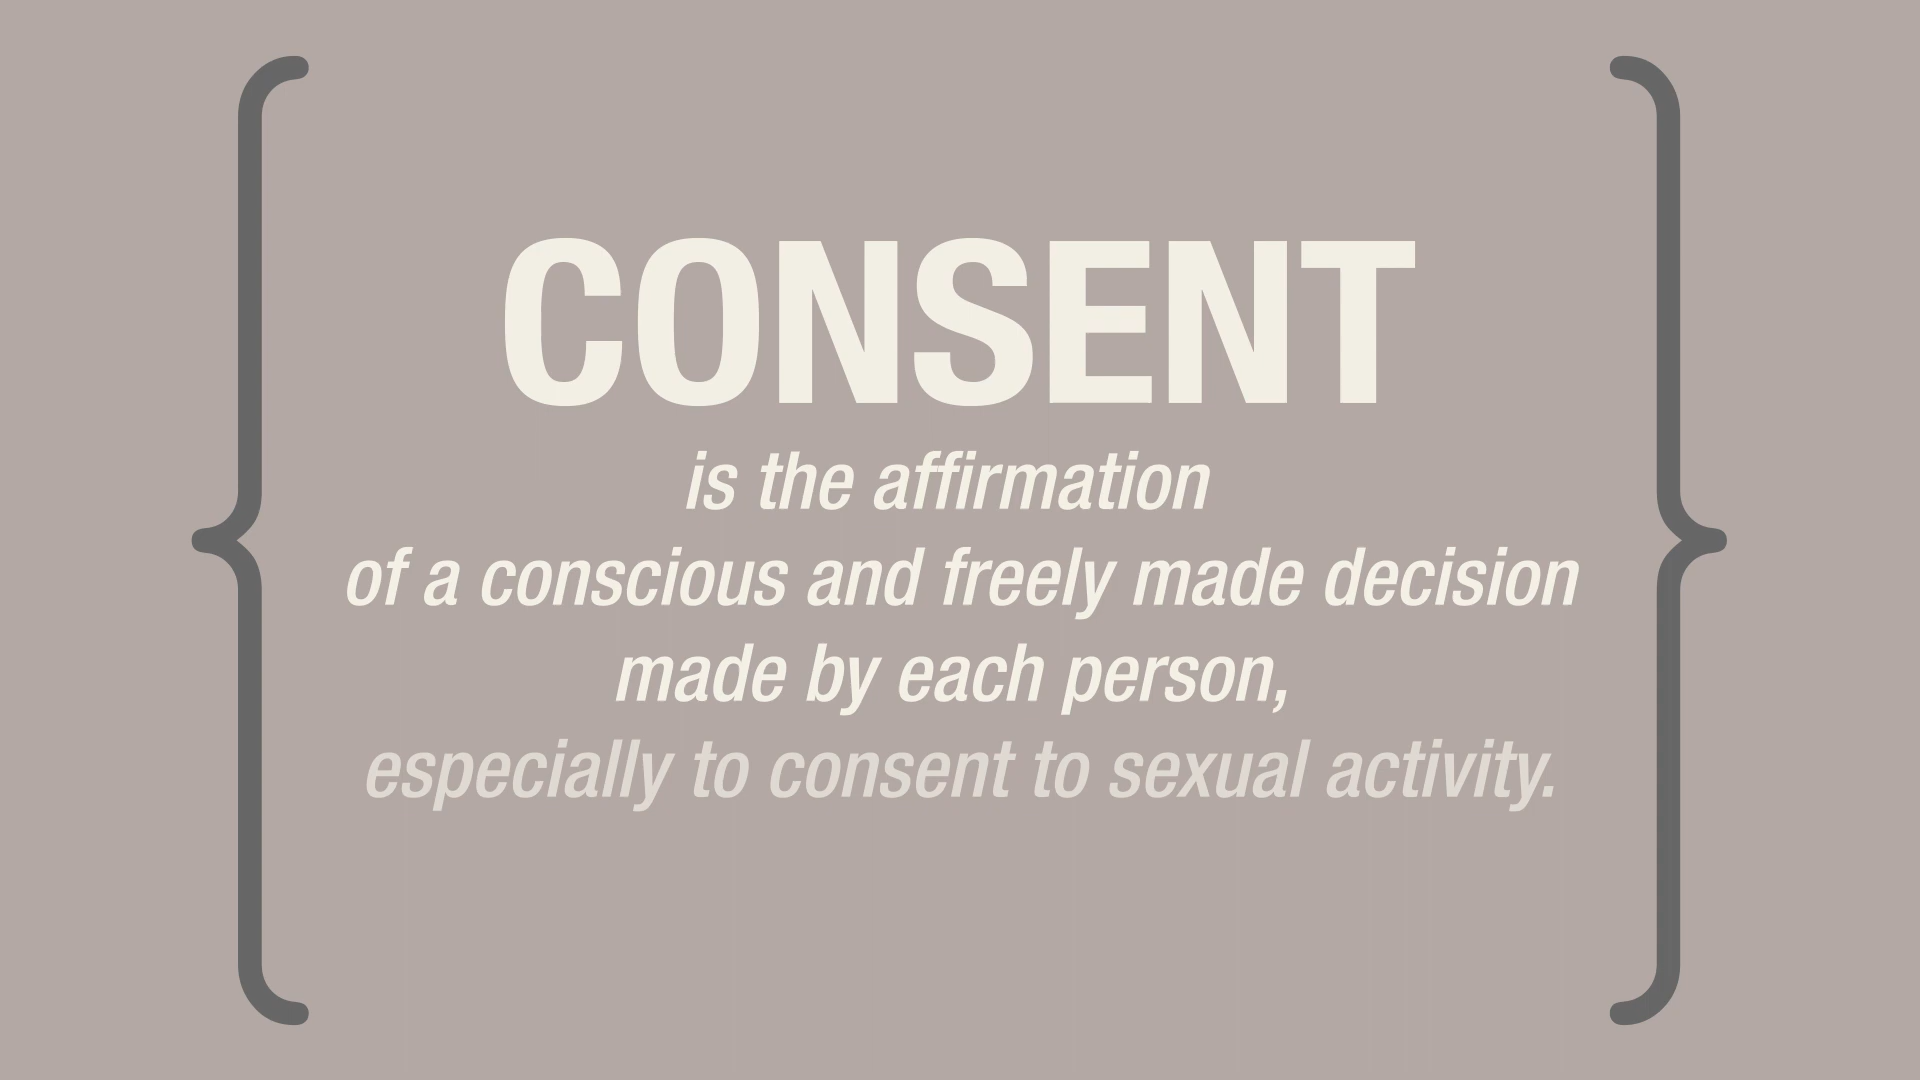 CONSENT
is the affirmation
of a conscious and freely made decision
made by each person,
especially to consent to sexual activity.